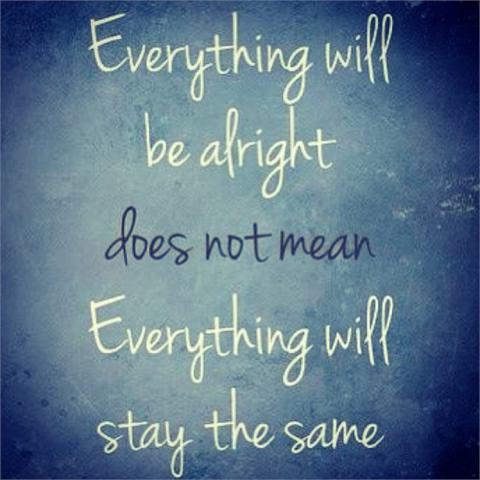 Everything will
be alright
does not mean
Everything will
stay the same